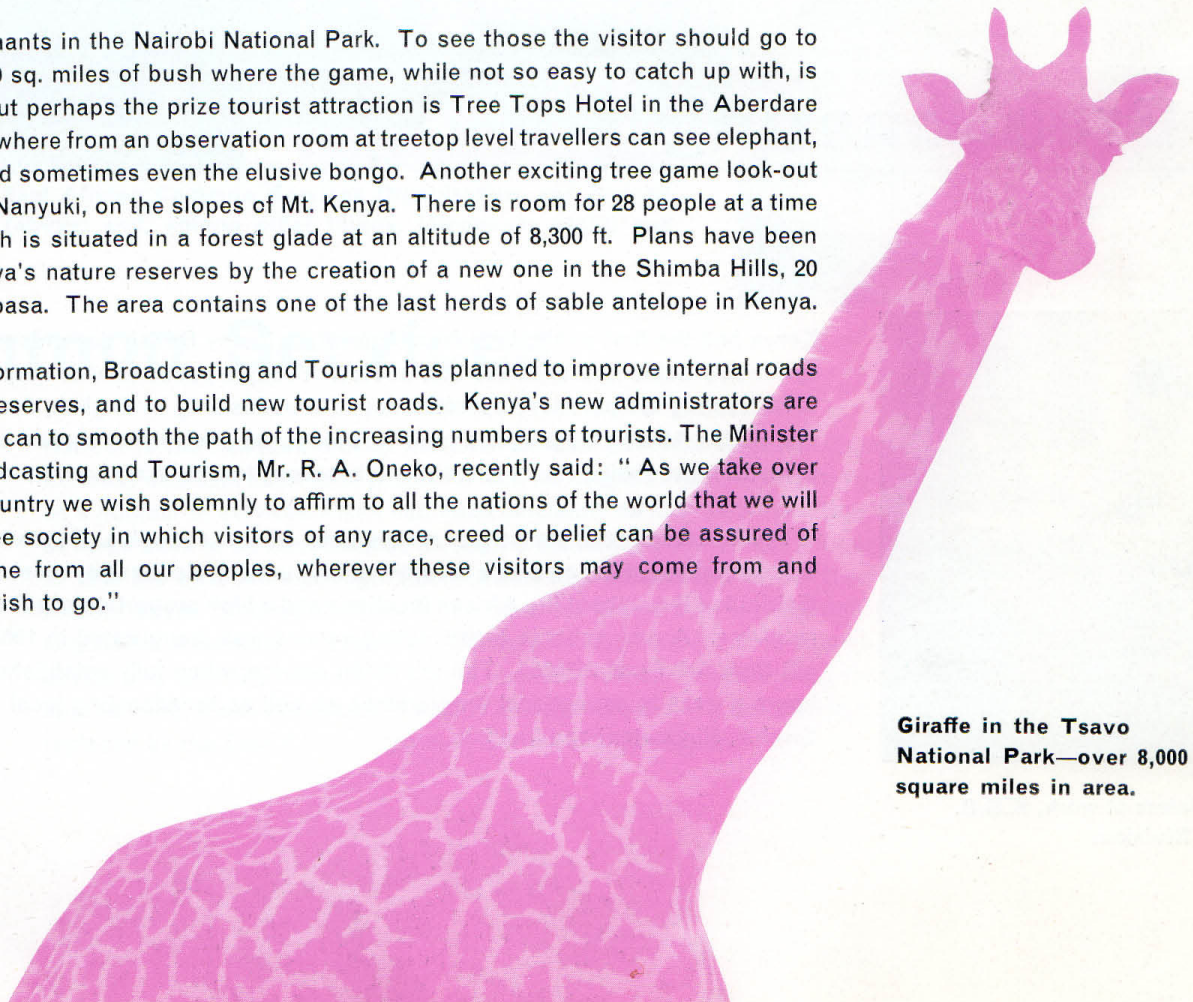 ants in the Nairobi National Park. To see those the visitor should go to
sq. miles of bush where the game, while not so easy to catch up with, is
ut perhaps the prize tourist attraction is Tree Tops Hotel in the Aberdare
where from an observation room at treetop level travellers can see elephant,
d sometimes even the elusive bongo. Another exciting tree game look-out
Nanyuki, on the slopes of Mt. Kenya. There is room for 28 people at a time
h is situated in a forest glade at an altitude of 8,300 ft. Plans have been
ya's nature reserves by the creation of a new one in the Shimba Hills, 20
basa. The area contains one of the last herds of sable antelope in Kenya.
ormation, Broadcasting and Tourism has planned to improve internal roads
eserves, and to build new tourist roads. Kenya's new administrators are
can to smooth the path of the increasing numbers of tourists. The Minister
dcasting and Tourism, Mr. R. A. Oneko, recently said: " As we take over
untry we wish solemnly to affirm to all the nations of the world that we will
e society in which visitors of any race, creed or belief can be assured of
me from all our peoples, wherever these visitors may come from and
ish to go."
Giraffe in the Tsavo
National Park—over 8,000
square miles in area.